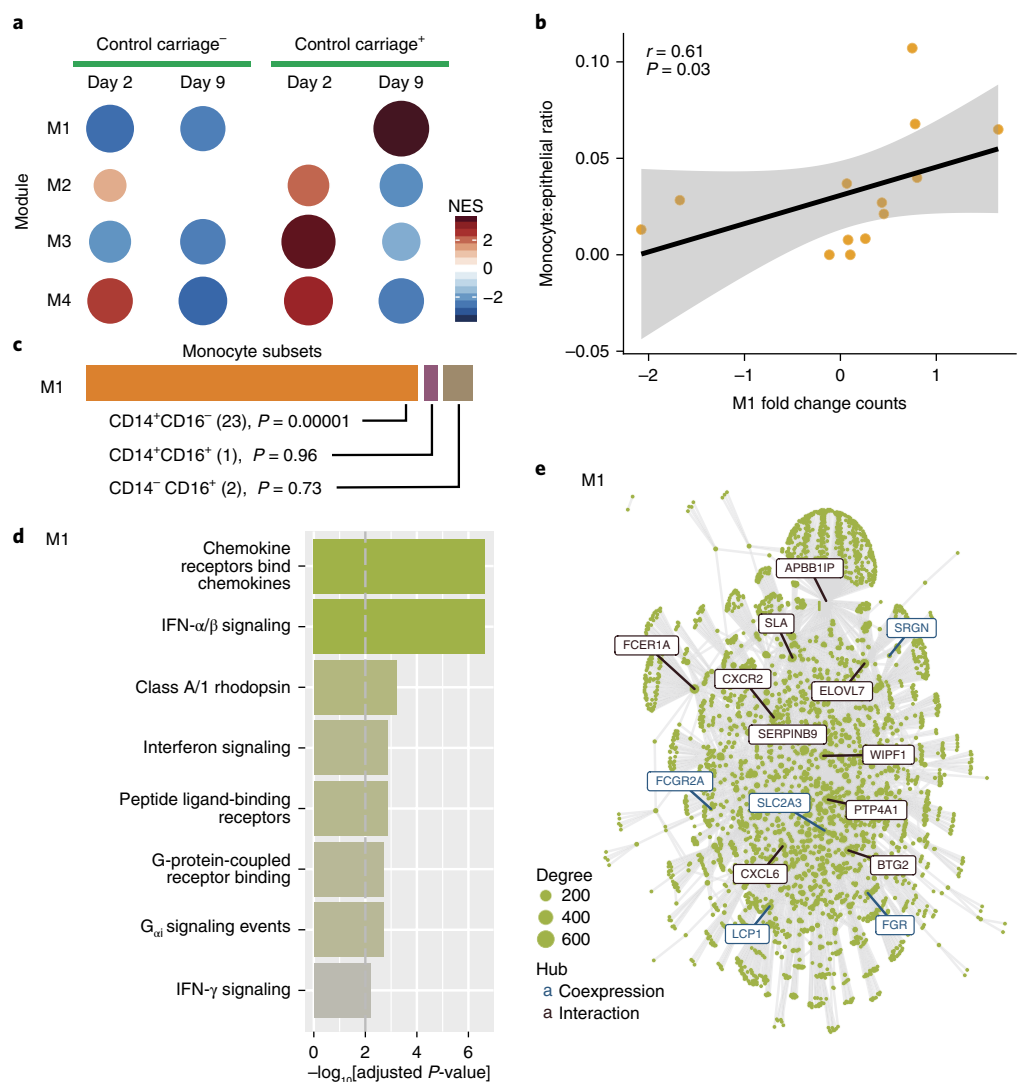 a
Control carriage⁻
Control carriage⁺
Day 2
Day 9
Day 2
Day 9
Module
M1
M2
M3
M4
NES
2
0
−2
b
r = 0.61
P = 0.03
Monocyte:epithelial ratio
0.10
0.05
0.00
−0.05
−2
−1
0
1
M1 fold change counts
c
Monocyte subsets
M1
CD14⁺CD16⁻ (23), P = 0.00001
CD14⁺CD16⁺ (1), P = 0.96
CD14⁻ CD16⁺ (2), P = 0.73
d
M1
Chemokine
receptors bind
chemokines
IFN-α/β signaling
Class A/1 rhodopsin
Interferon signaling
Peptide ligand-binding
receptors
G-protein-coupled
receptor binding
Gαi signaling events
IFN-γ signaling
0
2
4
6
−log₁₀[adjusted P-value]
e
M1
APBB1IP
SLA
SRGN
FCER1A
CXCR2
ELOVL7
SERPINB9
WIPF1
FCGR2A
SLC2A3
PTP4A1
CXCL6
BTG2
LCP1
FGR
Degree
200
400
600
Hub
a Coexpression
a Interaction